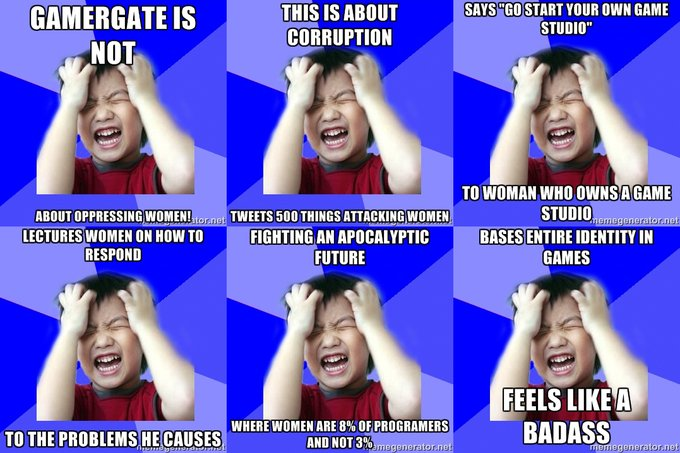 GAMERGATE IS
NOT
ABOUT OPPRESSING WOMEN!
THIS IS ABOUT
CORRUPTION
TWEETS 500 THINGS ATTACKING WOMEN
SAYS "GO START YOUR OWN GAME
STUDIO"
TO WOMAN WHO OWNS A GAME
STUDIO
memegenerator.net
LECTURES WOMEN ON HOW TO
RESPOND
TO THE PROBLEMS HE CAUSES
FIGHTING AN APOCALYPTIC
FUTURE
WHERE WOMEN ARE 8% OF PROGRAMERS
AND NOT 3%
memegenerator.net
BASES ENTIRE IDENTITY IN
GAMES
FEELS LIKE A
BADASS
memegenerator.net